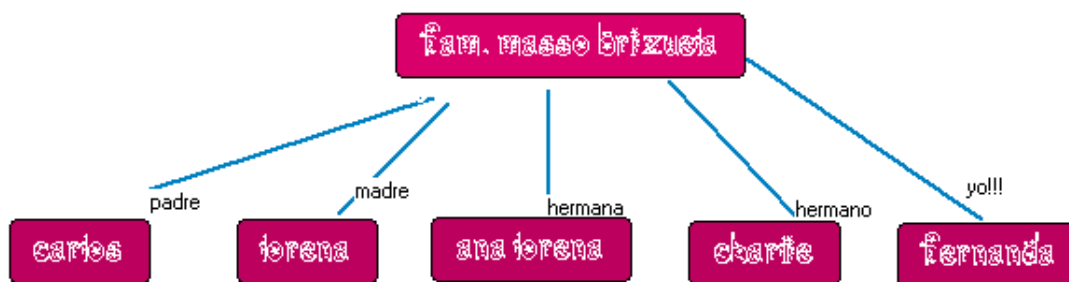 fam. masso brizuela
padre
madre
hermana
hermano
yo!!!
carlos
lorena
ana lorena
charlie
fernanda